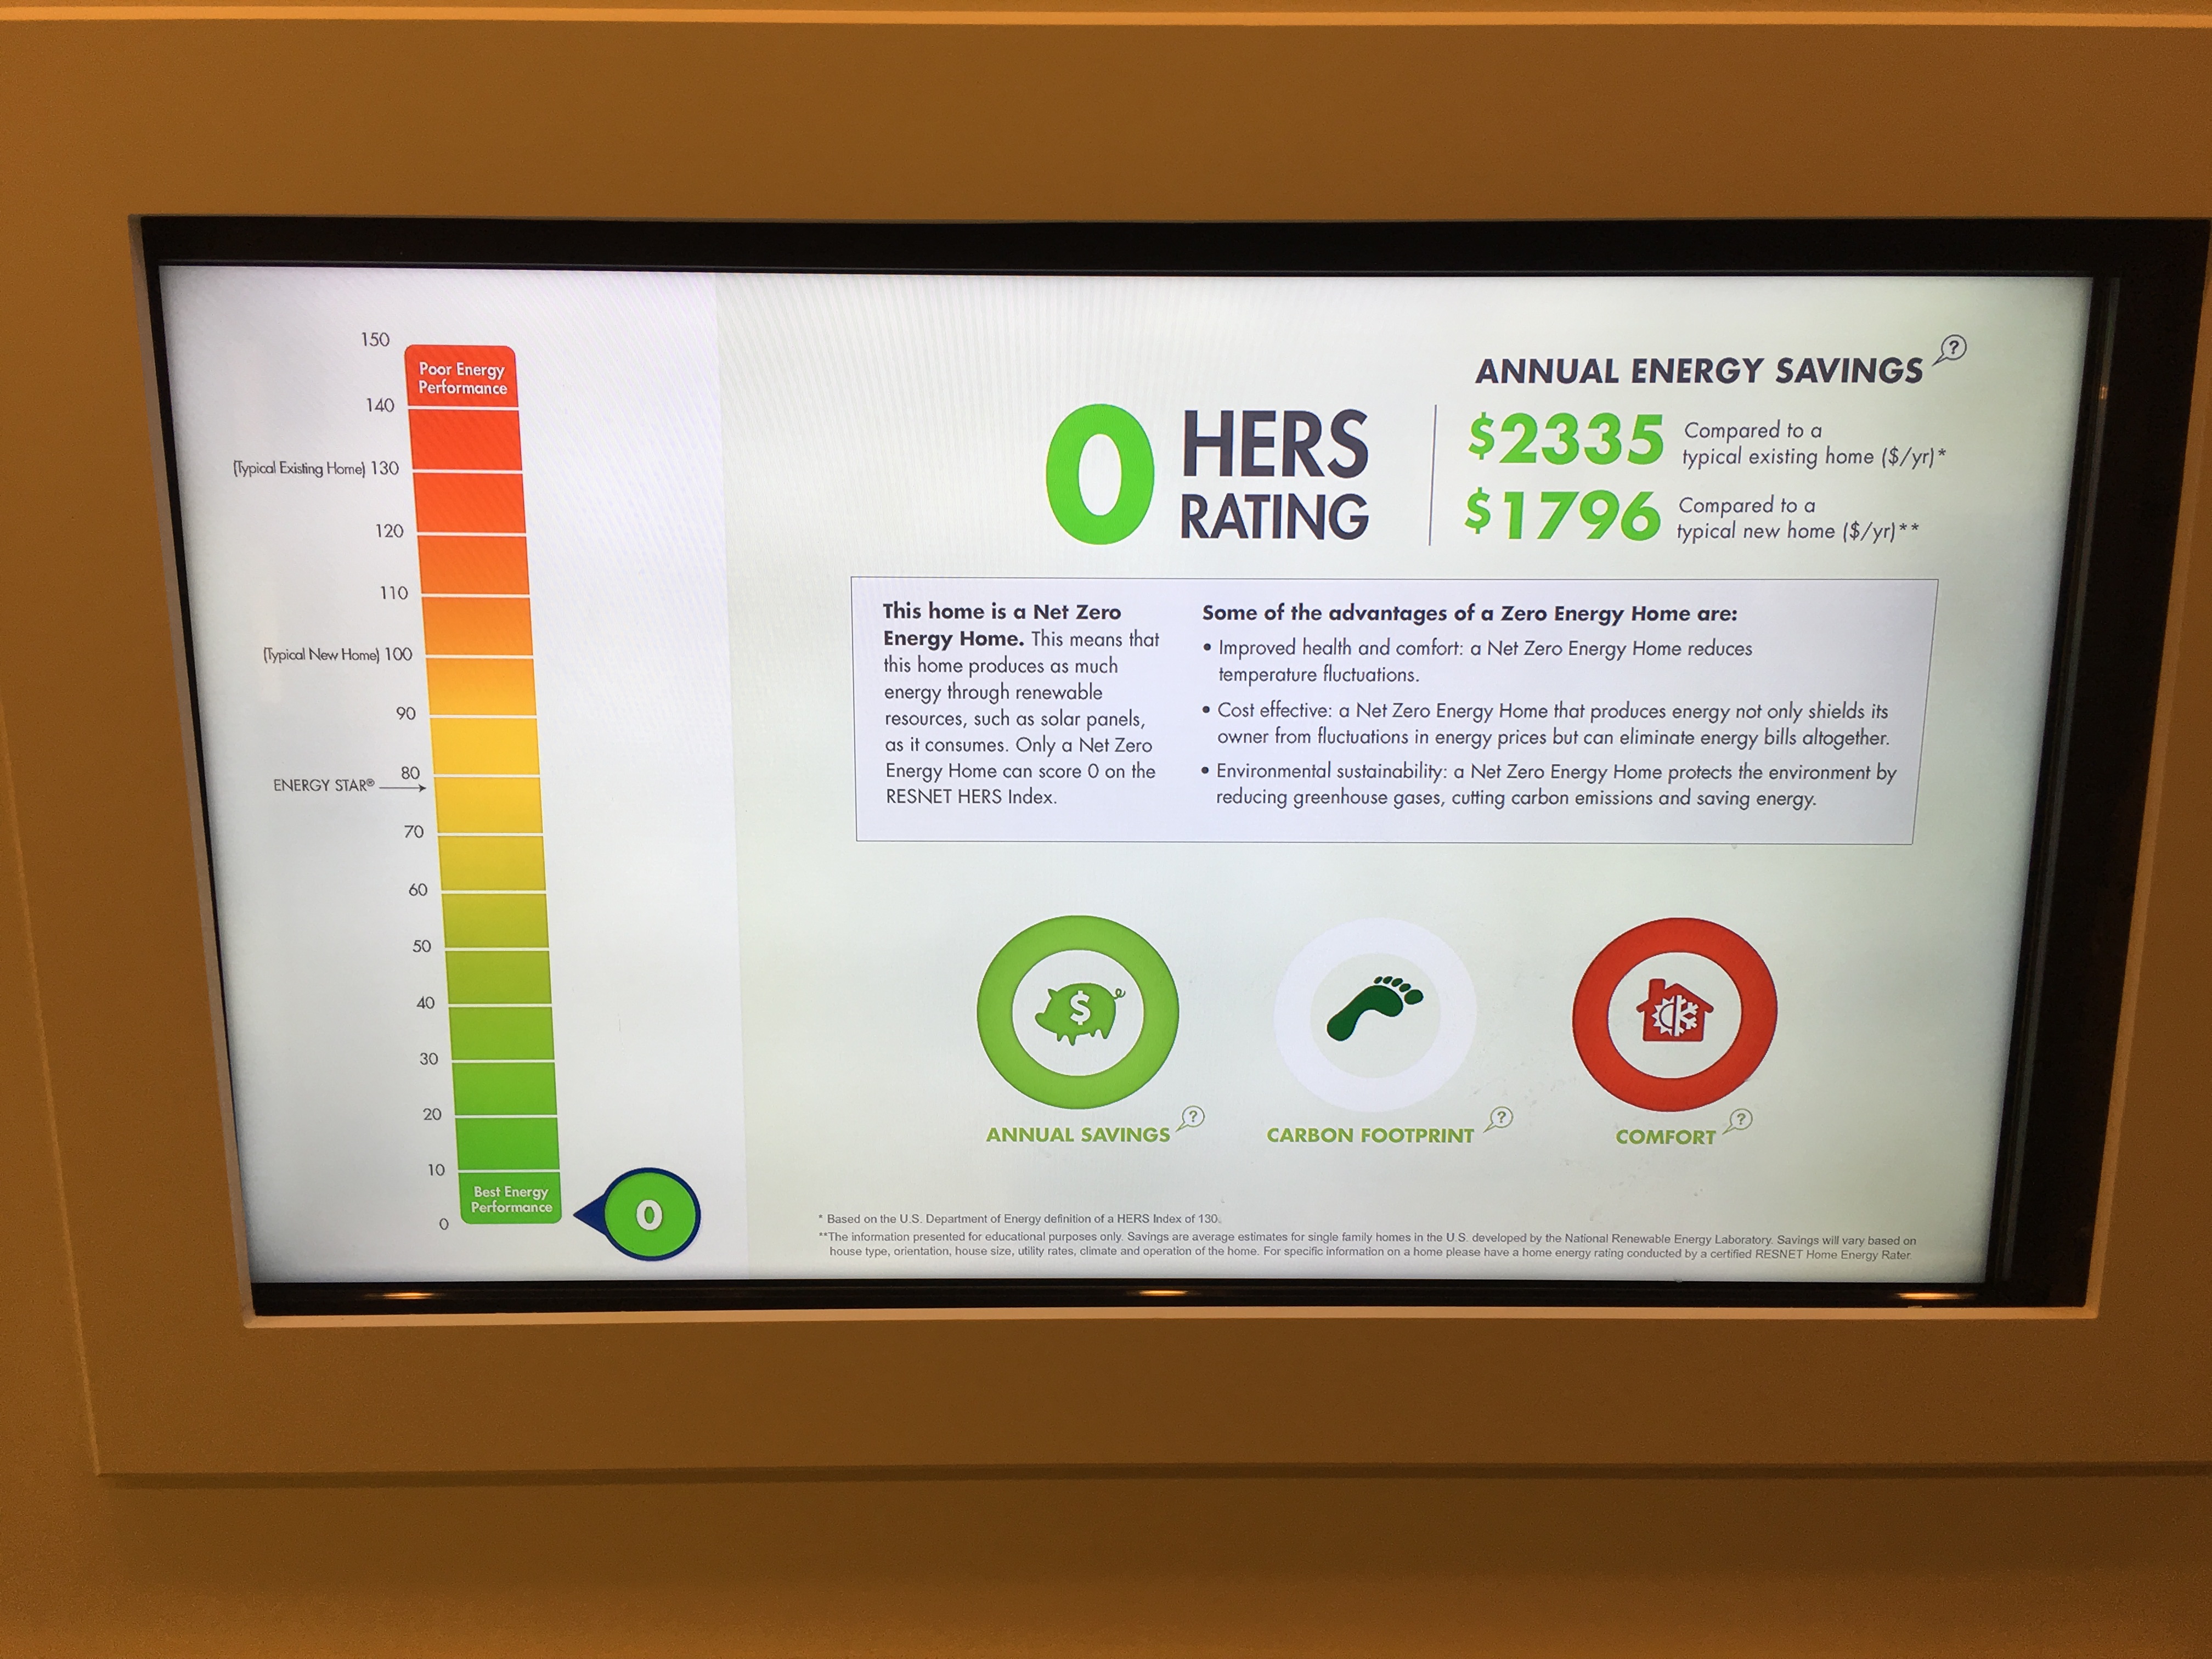 150
Poor Energy
Performance
140
(Typical Existing Home) 130
120
110
(Typical New Home) 100
90
80
ENERGY STAR®
70
60
50
40
30
20
10
Best Energy
Performance
0
0
0 HERS
RATING
ANNUAL ENERGY SAVINGS ?
$2335 Compared to a
typical existing home ($/yr)*
$1796 Compared to a
typical new home ($/yr)**
This home is a Net Zero
Energy Home. This means that
this home produces as much
energy through renewable
resources, such as solar panels,
as it consumes. Only a Net Zero
Energy Home can score 0 on the
RESNET HERS Index.
Some of the advantages of a Zero Energy Home are:
• Improved health and comfort: a Net Zero Energy Home reduces
temperature fluctuations.
• Cost effective: a Net Zero Energy Home that produces energy not only shields its
owner from fluctuations in energy prices but can eliminate energy bills altogether.
• Environmental sustainability: a Net Zero Energy Home protects the environment by
reducing greenhouse gases, cutting carbon emissions and saving energy.
$
ANNUAL SAVINGS ?
CARBON FOOTPRINT ?
COMFORT ?
* Based on the U.S. Department of Energy definition of a HERS Index of 130.
**The information presented for educational purposes only. Savings are average estimates for single family homes in the U.S. developed by the National Renewable Energy Laboratory. Savings will vary based on
house type, orientation, house size, utility rates, climate and operation of the home. For specific information on a home please have a home energy rating conducted by a certified RESNET Home Energy Rater.